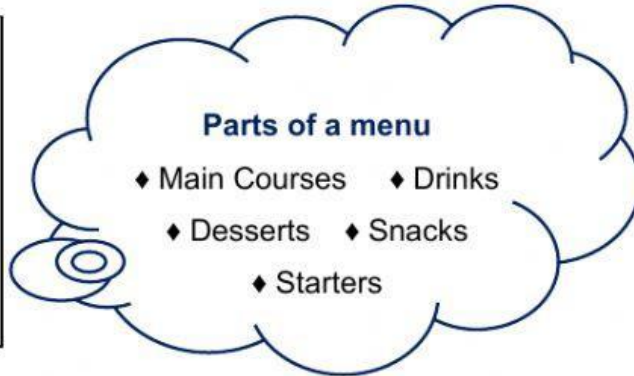 Parts of a menu
♦ Main Courses ♦ Drinks
♦ Desserts ♦ Snacks
♦ Starters